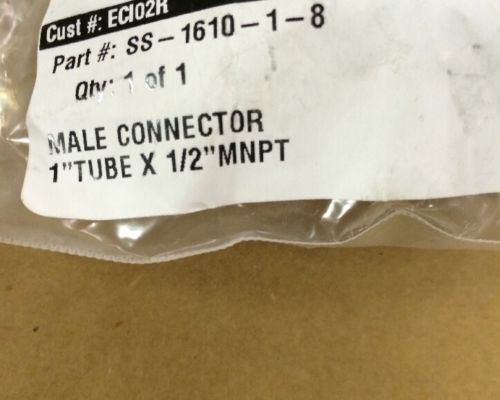 Cust #: ECI02R
Part #: SS-1610-1-8
Qty: 1 of 1
MALE CONNECTOR
1"TUBE X 1/2"MNPT